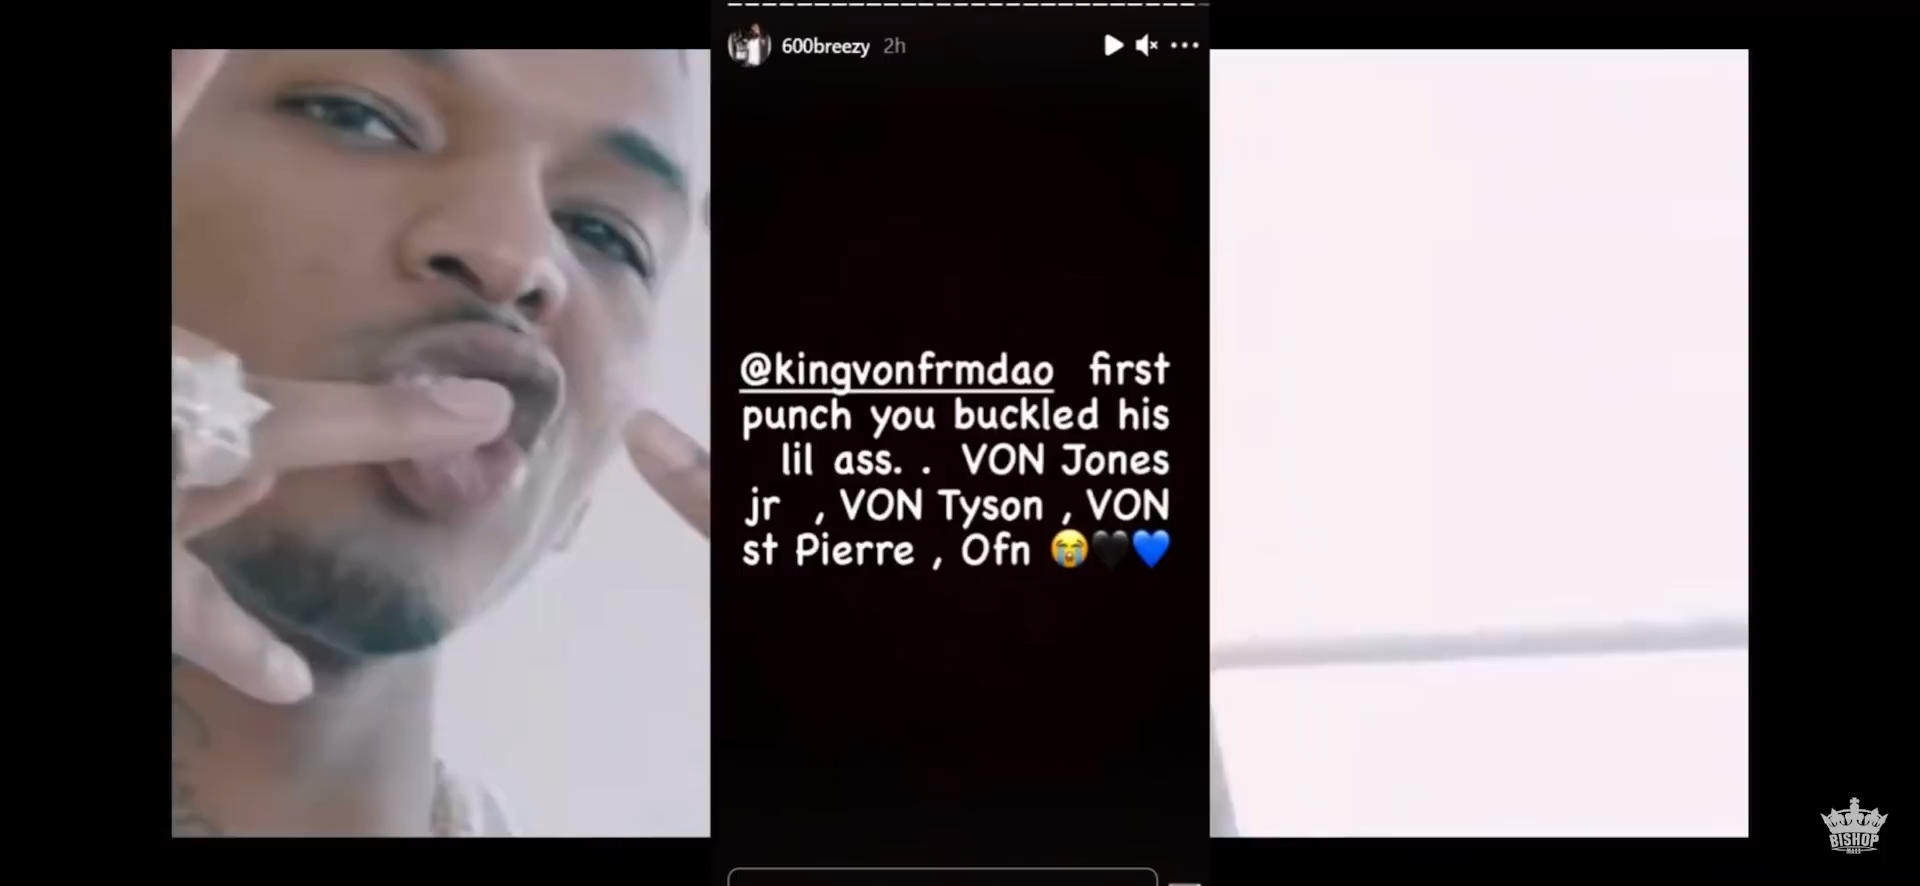 600breezy 2h
@kingvonfrmdao first
punch you buckled his
lil ass. . VON Jones
jr , VON Tyson , VON
st Pierre , Ofn 😭🖤💙
BISHOP